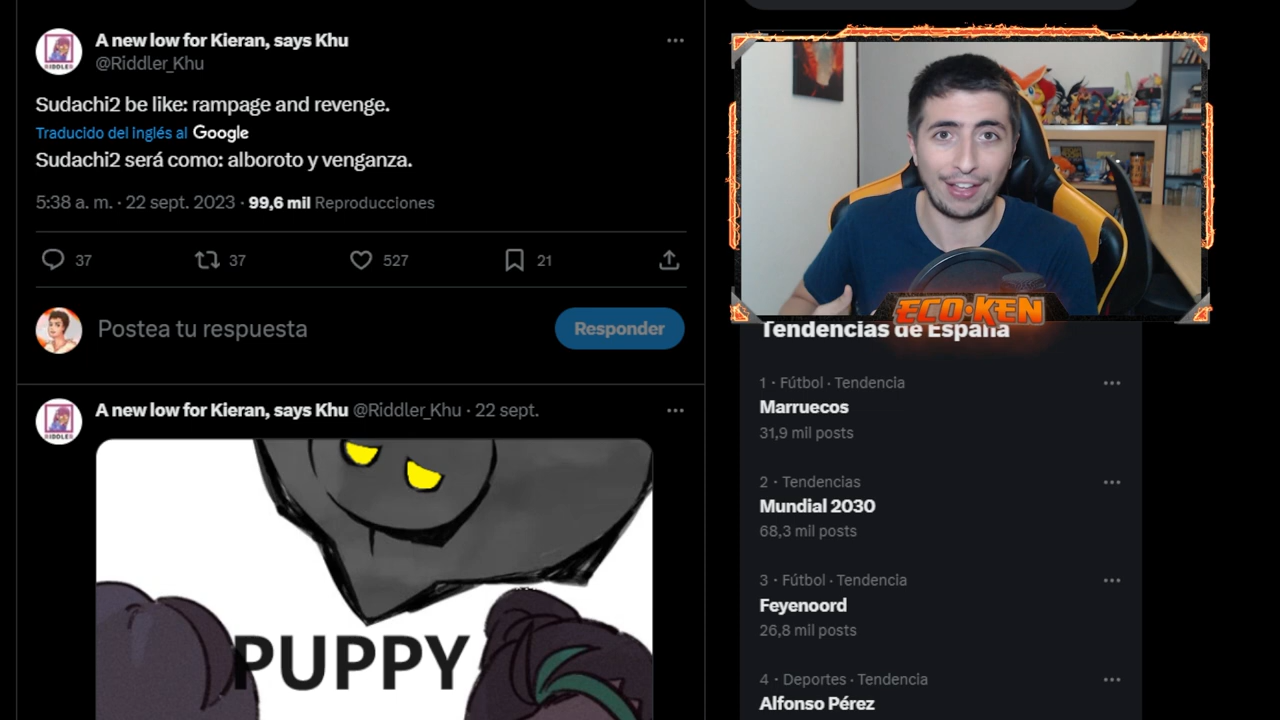 A new low for Kieran, says Khu
@Riddler_Khu
Sudachi2 be like: rampage and revenge.
Traducido del inglés al Google
Sudachi2 será como: alboroto y venganza.
5:38 a. m. · 22 sept. 2023 · 99,6 mil Reproducciones
37
37
527
21
Postea tu respuesta
Responder
A new low for Kieran, says Khu @Riddler_Khu · 22 sept.
RIDDLER
RIDDLER
PUPPY
ECO·KEN
Tendencias de España
1 · Fútbol · Tendencia
Marruecos
31,9 mil posts
2 · Tendencias
Mundial 2030
68,3 mil posts
3 · Fútbol · Tendencia
Feyenoord
26,8 mil posts
4 · Deportes · Tendencia
Alfonso Pérez